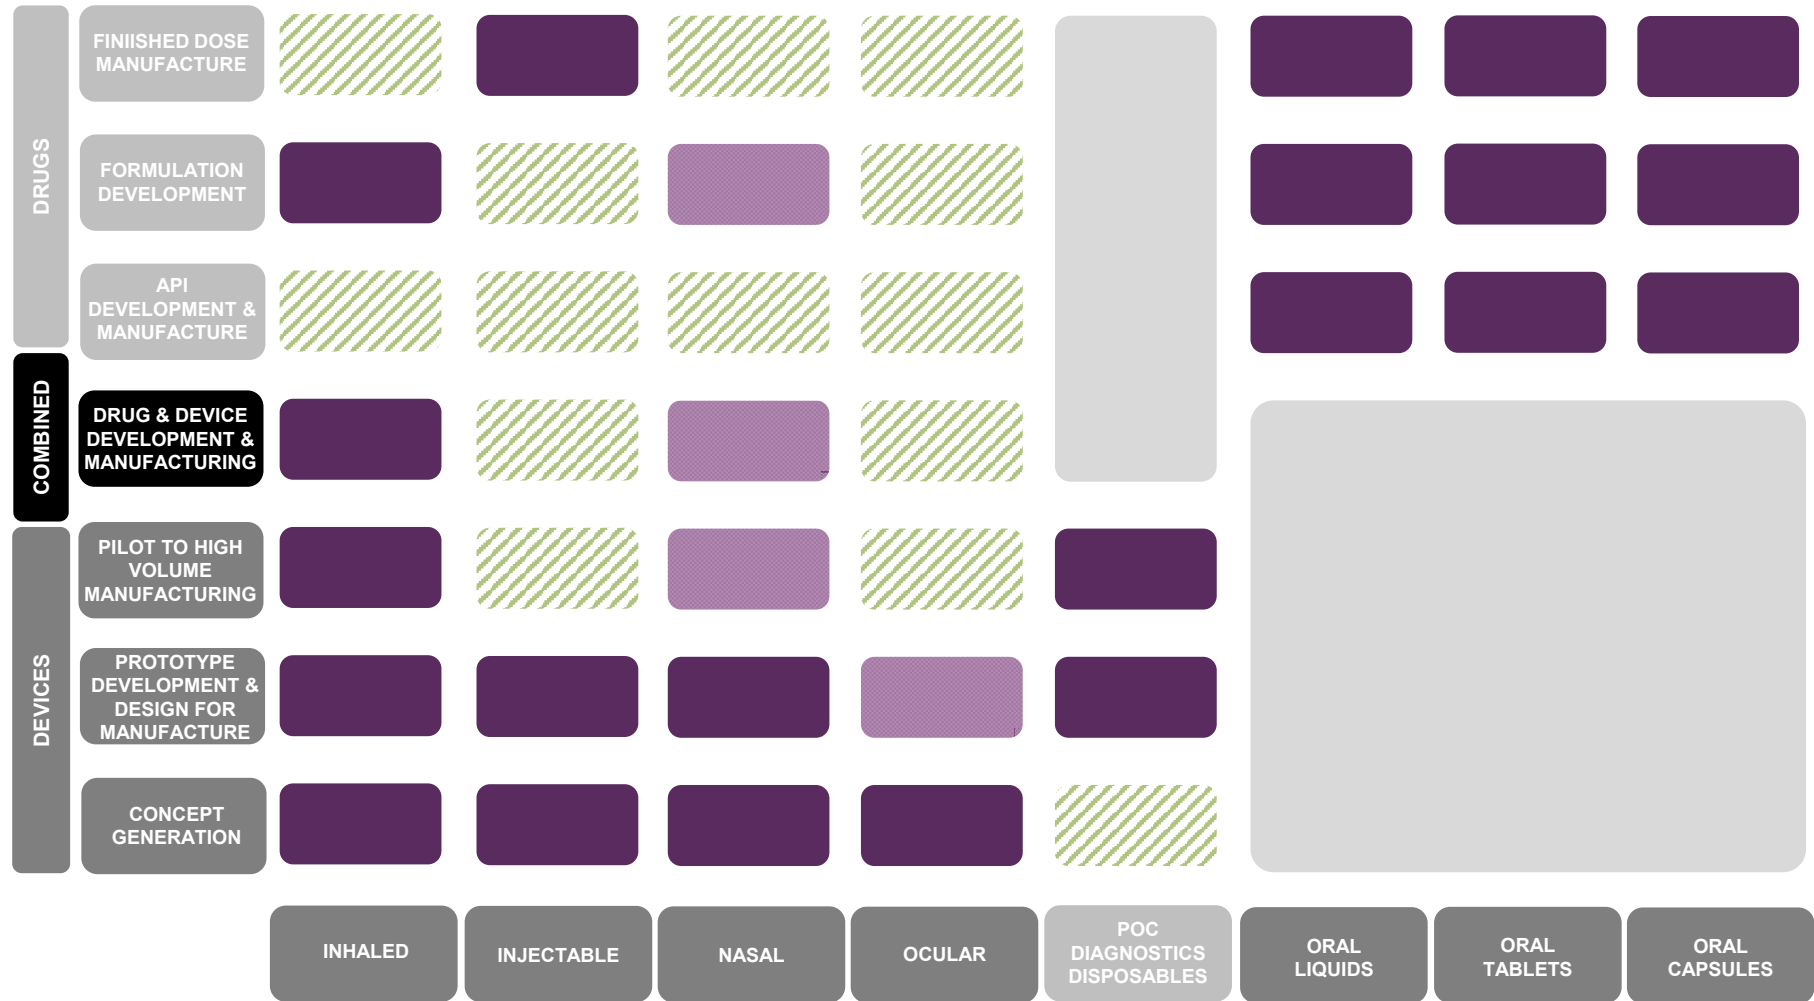 DRUGS
FINIISHED DOSE
MANUFACTURE
FORMULATION
DEVELOPMENT
API
DEVELOPMENT &
MANUFACTURE
COMBINED
DRUG & DEVICE
DEVELOPMENT &
MANUFACTURING
DEVICES
PILOT TO HIGH
VOLUME
MANUFACTURING
PROTOTYPE
DEVELOPMENT &
DESIGN FOR
MANUFACTURE
CONCEPT
GENERATION
INHALED
INJECTABLE
NASAL
OCULAR
POC
DIAGNOSTICS
DISPOSABLES
ORAL
LIQUIDS
ORAL
TABLETS
ORAL
CAPSULES